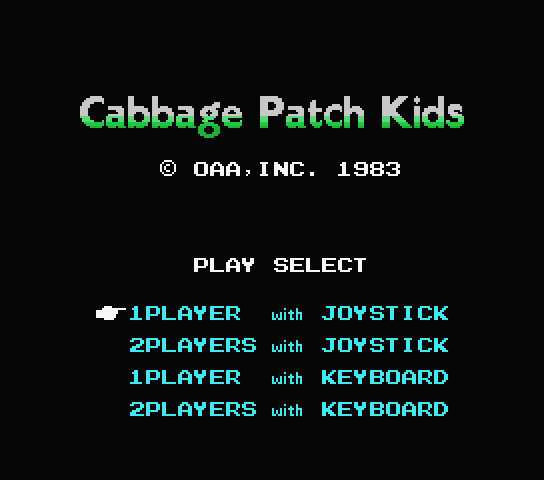 Cabbage Patch Kids
© OAA,INC. 1983
PLAY SELECT
1PLAYER with JOYSTICK
2PLAYERS with JOYSTICK
1PLAYER with KEYBOARD
2PLAYERS with KEYBOARD